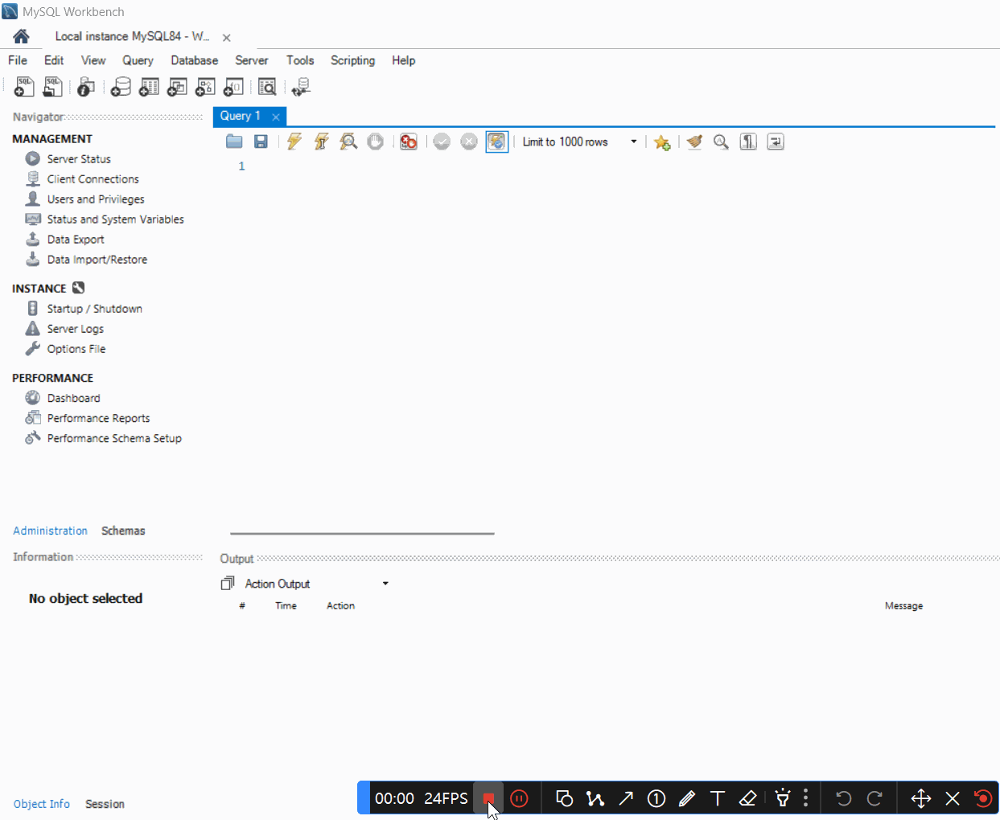 MySQL Workbench
Local instance MySQL84 - W...
File Edit View Query Database Server Tools Scripting Help
Navigator
MANAGEMENT
Server Status
Client Connections
Users and Privileges
Status and System Variables
Data Export
Data Import/Restore
INSTANCE
Startup / Shutdown
Server Logs
Options File
PERFORMANCE
Dashboard
Performance Reports
Performance Schema Setup
Administration Schemas
Information
No object selected
Object Info Session
Query 1
Limit to 1000 rows
1
Output
Action Output
# Time Action Message
00:00 24FPS